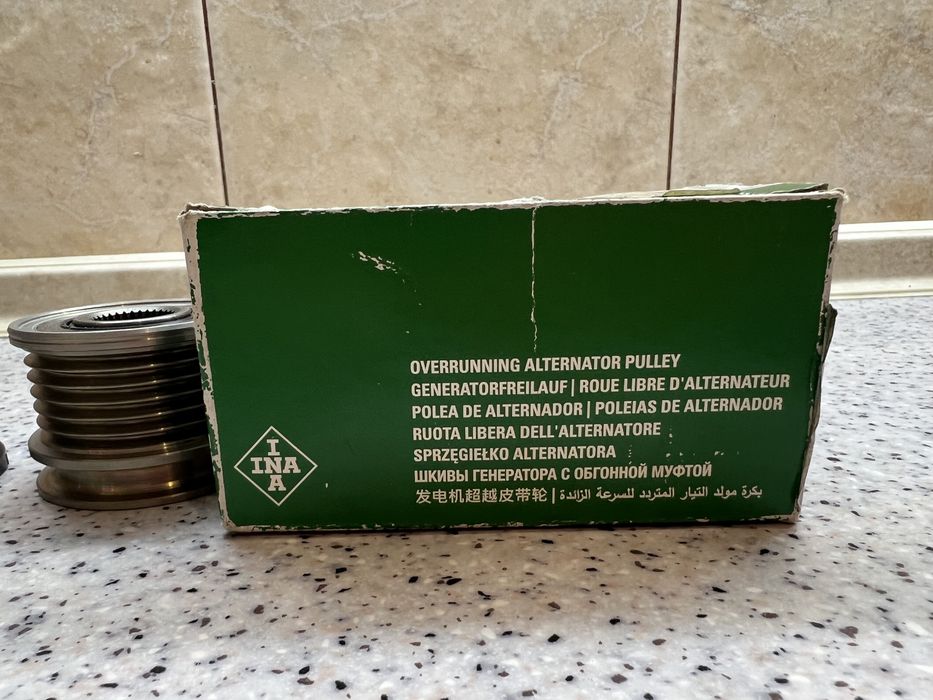 OVERRUNNING ALTERNATOR PULLEY
GENERATORFREILAUF | ROUE LIBRE D'ALTERNATEUR
POLEA DE ALTERNADOR | POLEIAS DE ALTERNADOR
RUOTA LIBERA DELL'ALTERNATORE
SPRZĘGIEŁKO ALTERNATORA
ШКИВЫ ГЕНЕРАТОРА С ОБГОННОЙ МУФТОЙ
发电机超越皮带轮 | بكرة مولد التيار المتردد للسرعة الزائدة
I
INA
A